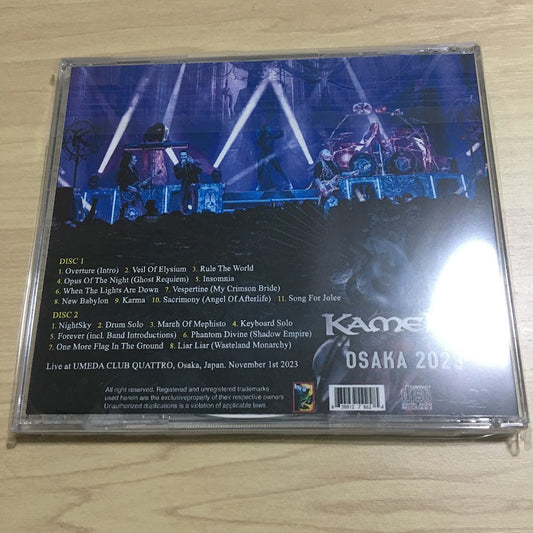 DISC 1
1. Overture (Intro) 2. Veil Of Elysium 3. Rule The World
4. Opus Of The Night (Ghost Requiem) 5. Insomnia
6. When The Lights Are Down 7. Vespertine (My Crimson Bride)
8. New Babylon 9. Karma 10. Sacrimony (Angel Of Afterlife) 11. Song For Jolee
DISC 2
1. NightSky 2. Drum Solo 3. March Of Mephisto 4. Keyboard Solo
5. Forever (incl. Band Introductions) 6. Phantom Divine (Shadow Empire)
7. One More Flag In The Ground 8. Liar Liar (Wasteland Monarchy)
Live at UMEDA CLUB QUATTRO, Osaka, Japan. November 1st 2023
KAME
OSAKA 2023
All right reserved. Registered and unregistered trademarks
used herein are the exclusiveproperty of their respective owners
Unauthorized duplications is a violation of applicable laws.
COMPACT